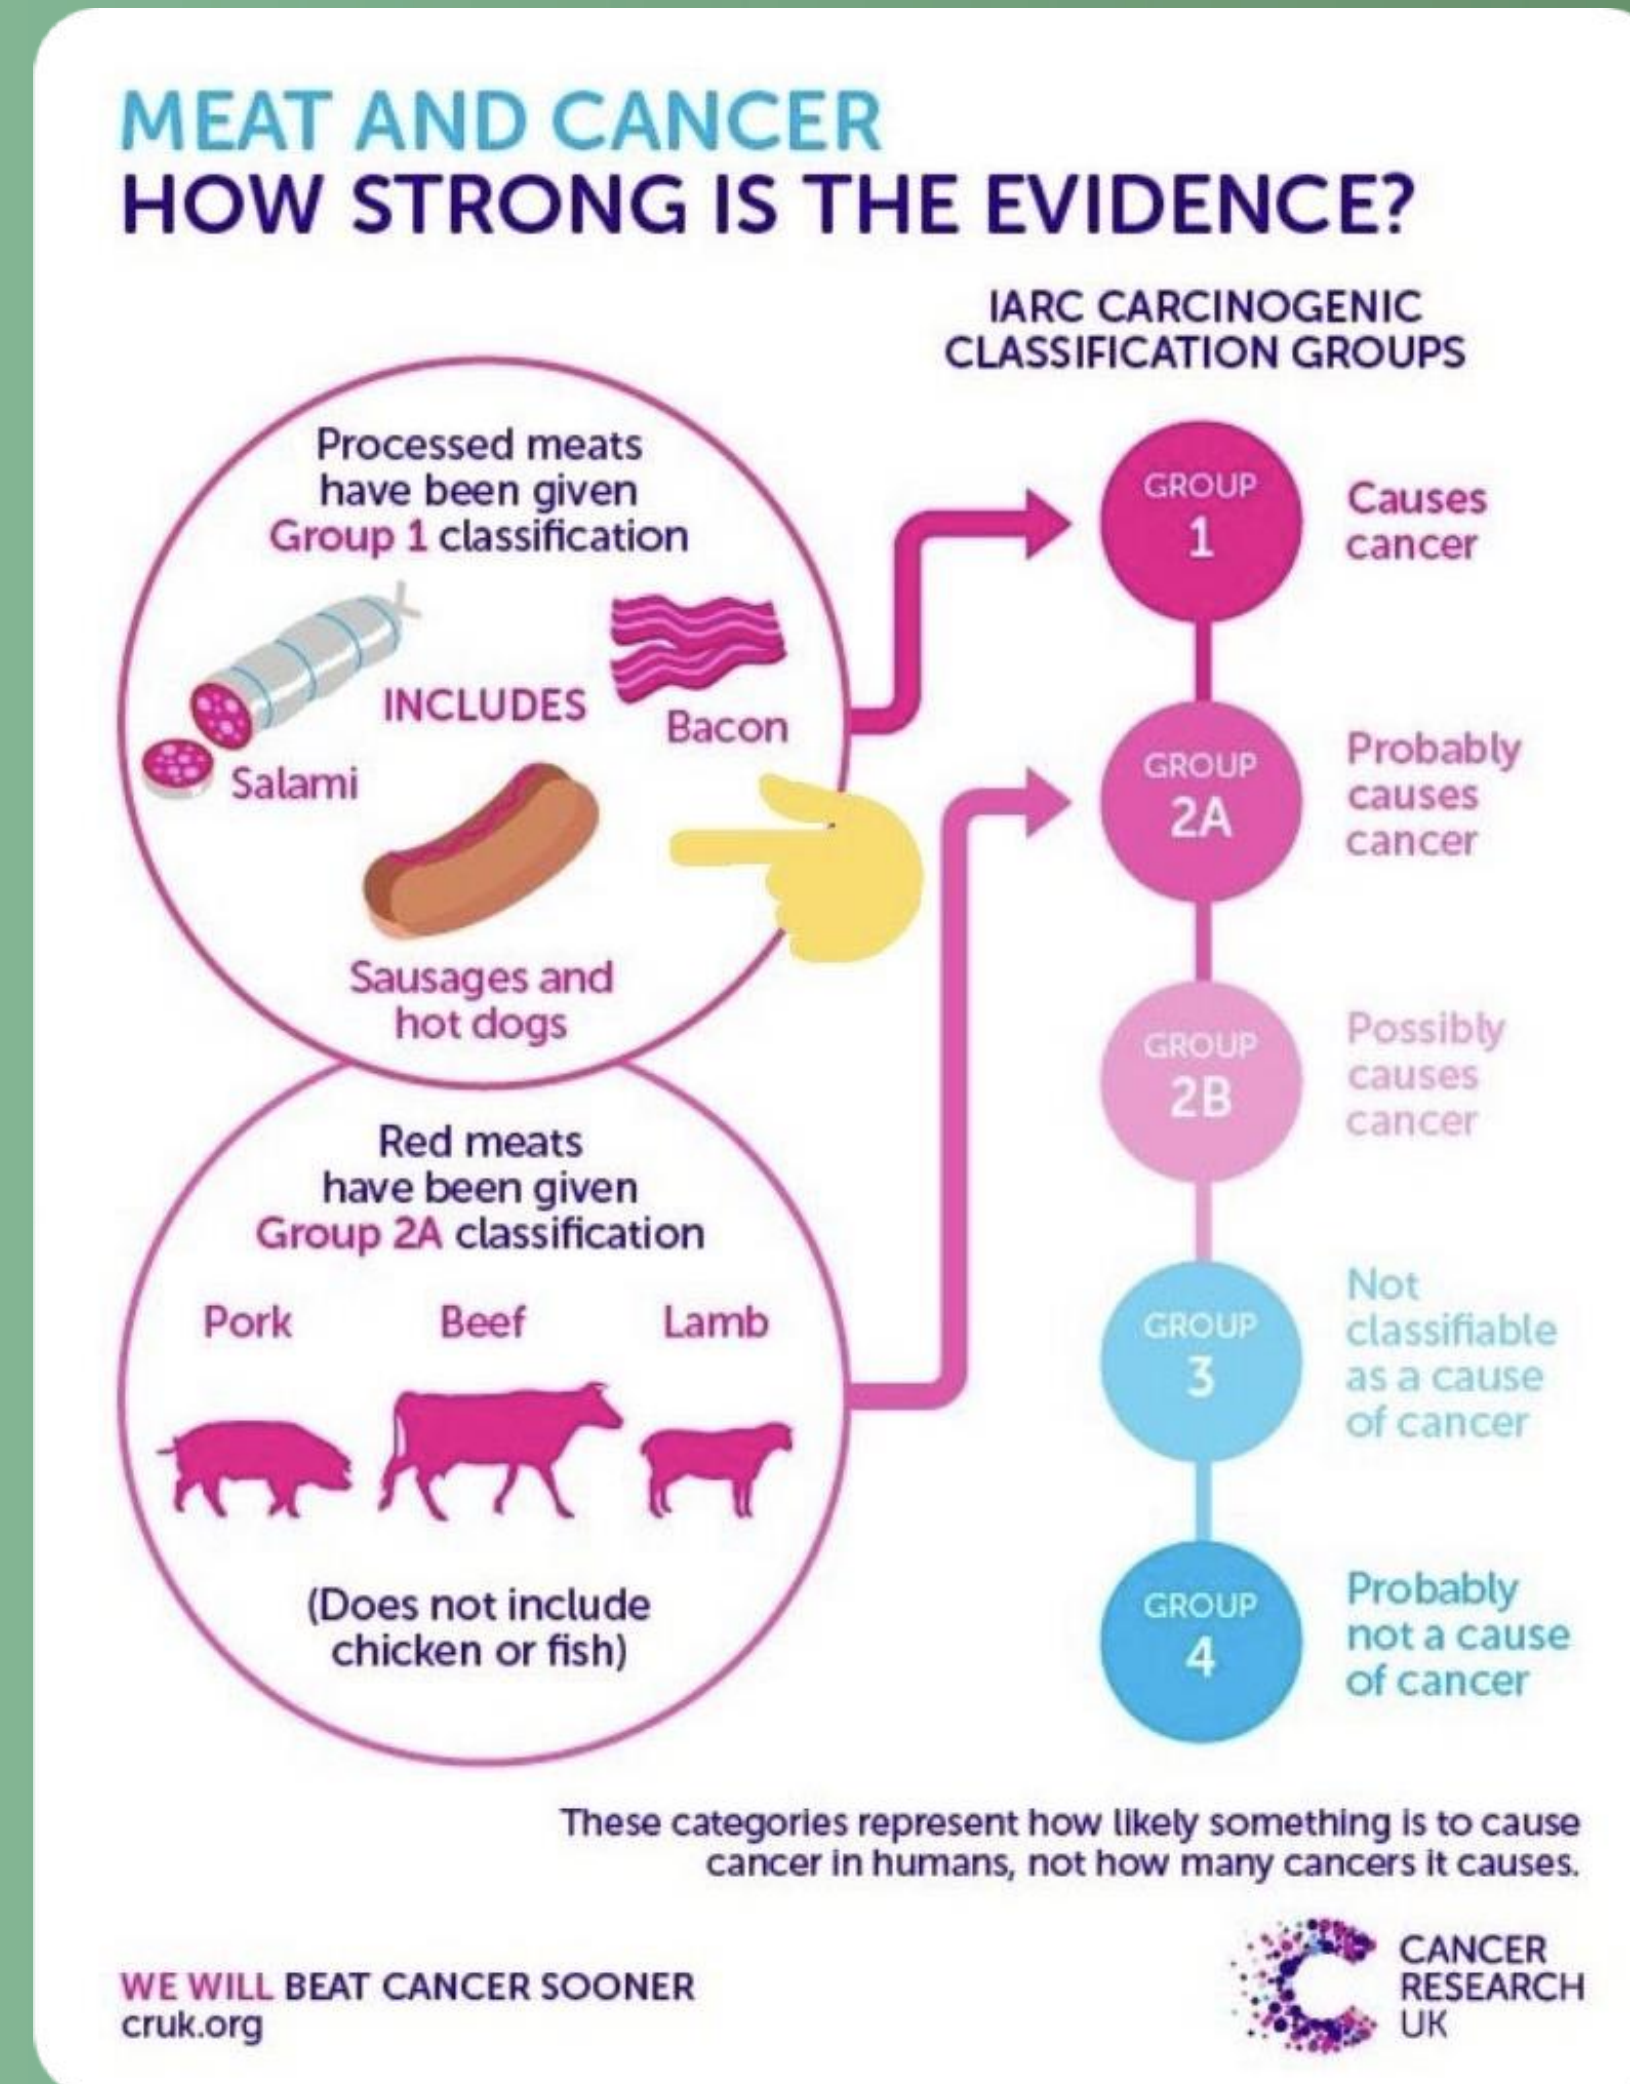 MEAT AND CANCER
HOW STRONG IS THE EVIDENCE?
IARC CARCINOGENIC
CLASSIFICATION GROUPS
Processed meats
have been given
Group 1 classification
INCLUDES
Salami
Bacon
Sausages and
hot dogs
Red meats
have been given
Group 2A classification
Pork
Beef
Lamb
(Does not include
chicken or fish)
GROUP
1
Causes
cancer
GROUP
2A
Probably
causes
cancer
GROUP
2B
Possibly
causes
cancer
GROUP
3
Not
classifiable
as a cause
of cancer
GROUP
4
Probably
not a cause
of cancer
These categories represent how likely something is to cause
cancer in humans, not how many cancers it causes.
WE WILL BEAT CANCER SOONER
cruk.org
CANCER
RESEARCH
UK